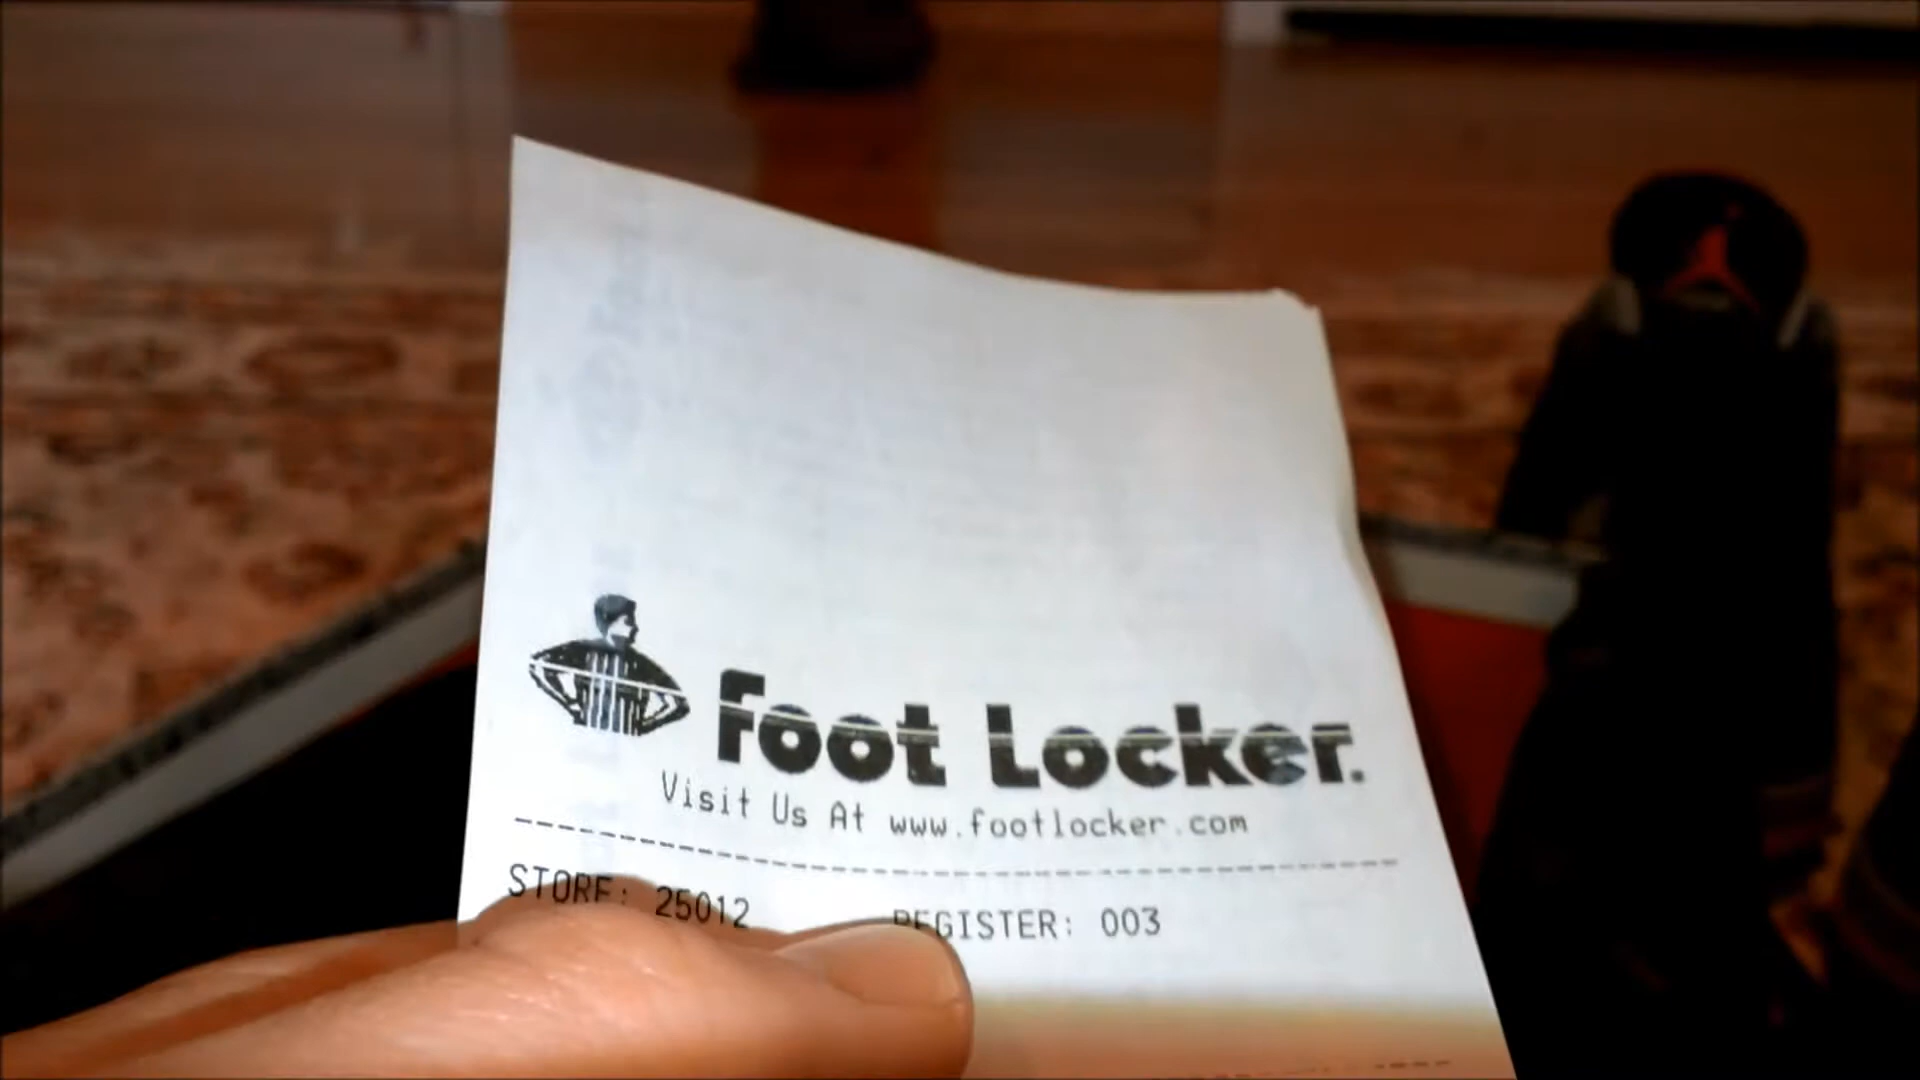 Foot Locker.
Visit Us At www.footlocker.com
STORE: 25012 REGISTER: 003